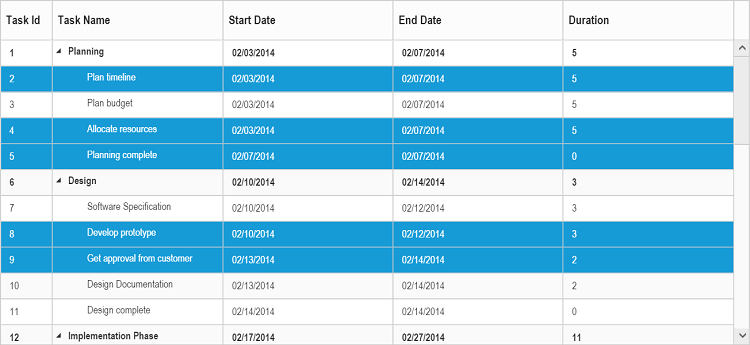 Task Id Task Name Start Date End Date Duration
1 Planning 02/03/2014 02/07/2014 5
2 Plan timeline 02/03/2014 02/07/2014 5
3 Plan budget 02/03/2014 02/07/2014 5
4 Allocate resources 02/03/2014 02/07/2014 5
5 Planning complete 02/07/2014 02/07/2014 0
6 Design 02/10/2014 02/14/2014 3
7 Software Specification 02/10/2014 02/12/2014 3
8 Develop prototype 02/10/2014 02/12/2014 3
9 Get approval from customer 02/13/2014 02/14/2014 2
10 Design Documentation 02/13/2014 02/14/2014 2
11 Design complete 02/14/2014 02/14/2014 0
12 Implementation Phase 02/17/2014 02/27/2014 11